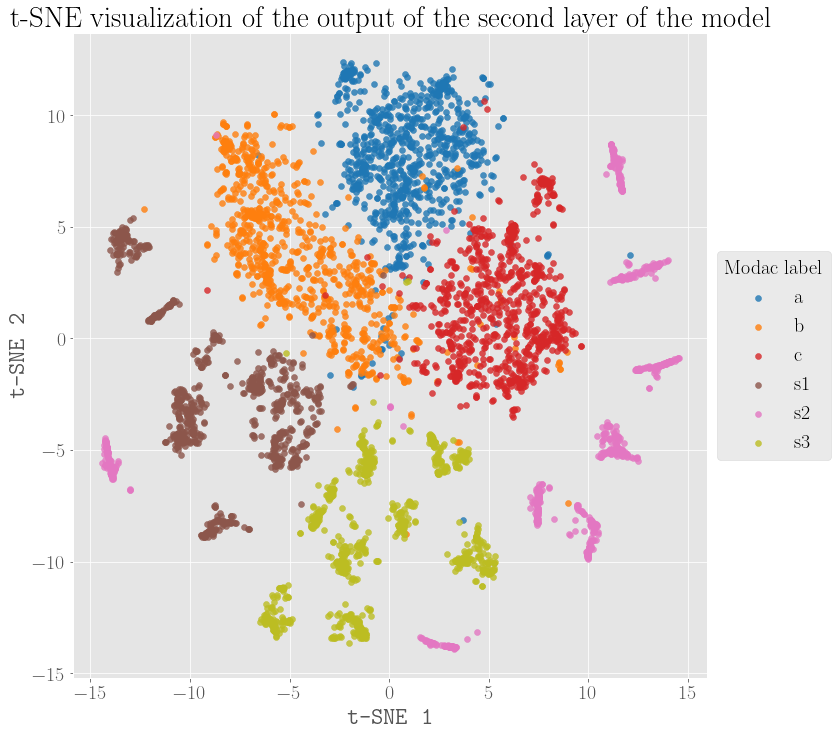 t-SNE visualization of the output of the second layer of the model
10
5
0
−5
−10
−15
t-SNE 2
−15 −10 −5 0 5 10 15
t-SNE 1
Modac label
a
b
c
s1
s2
s3